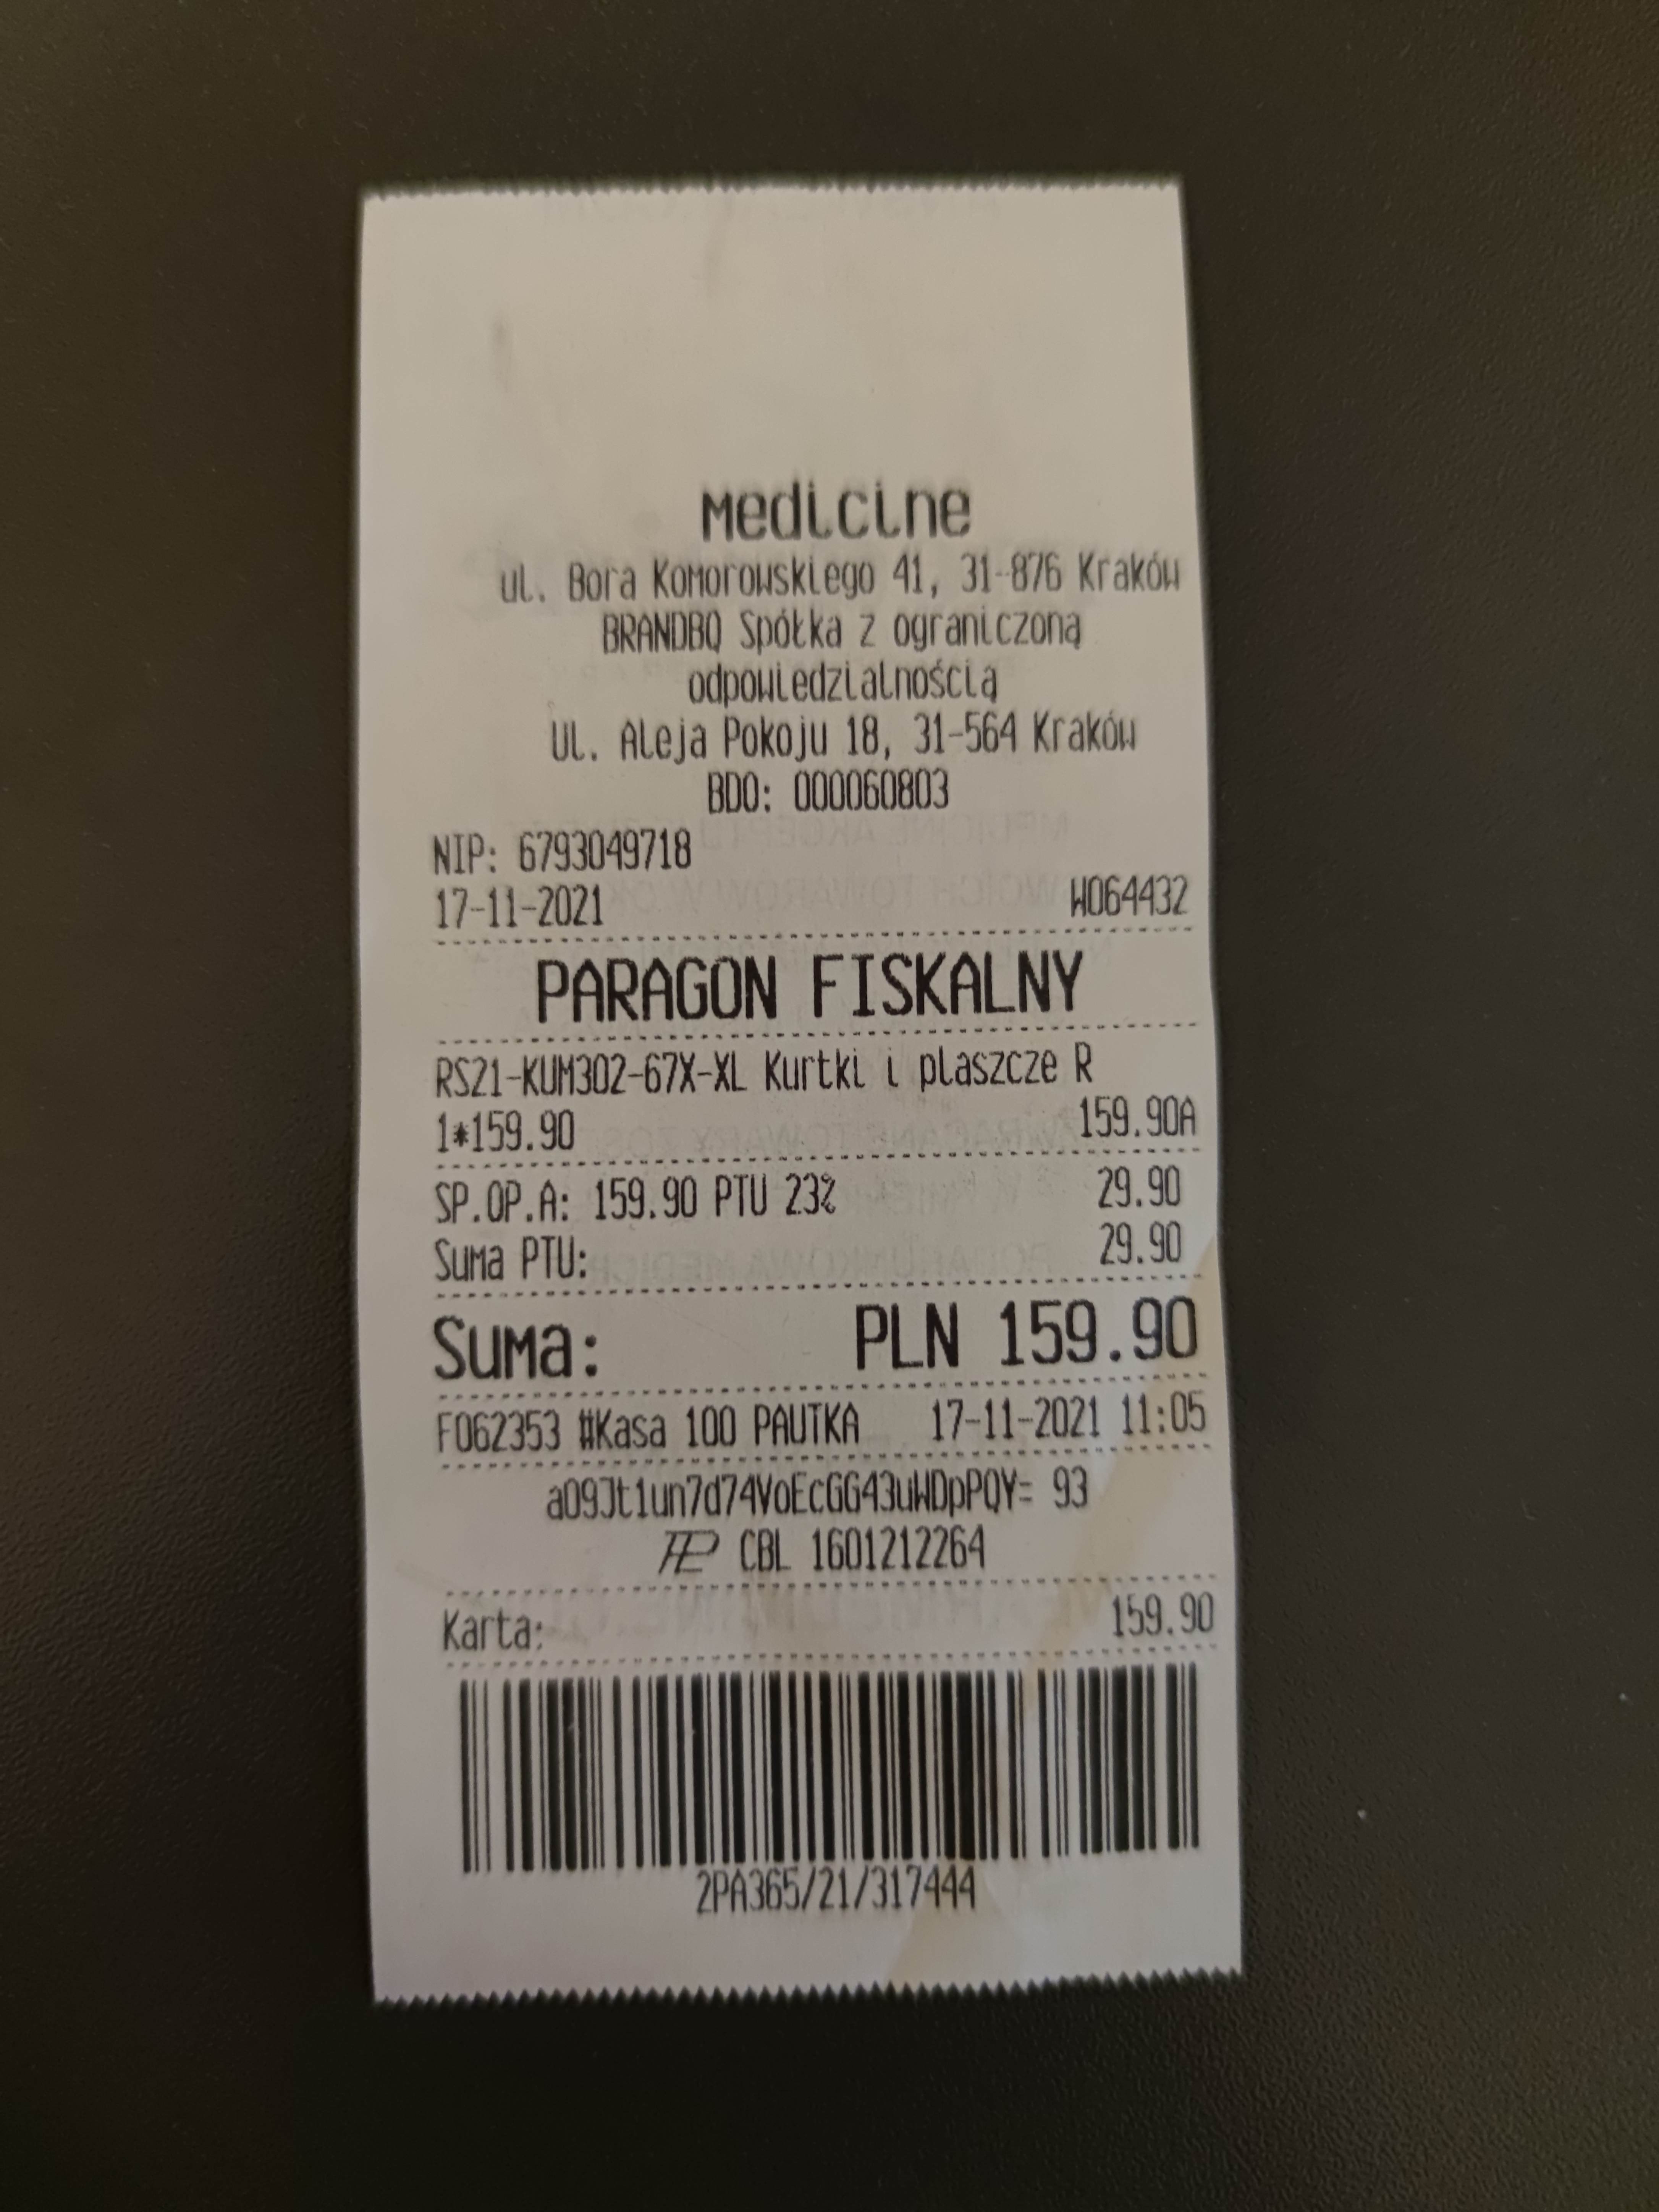 Medicine
ul. Bora Komorowskiego 41, 31-876 Kraków
BRANDBQ Spółka z ograniczoną
odpowiedzialnością
Ul. Aleja Pokoju 18, 31-564 Kraków
BDO: 000060803
NIP: 6793049718
17-11-2021 W064432
PARAGON FISKALNY
RS21-KUM302-67X-XL Kurtki i plaszcze R
1*159.90 159.90A
SP.OP.A: 159.90 PTU 23% 29.90
Suma PTU: 29.90
Suma: PLN 159.90
F062353 #Kasa 100 PAUTKA 17-11-2021 11:05
a09Jt1un7d74VoEcGG43uWDpPQY= 93
CBL 1601212264
Karta: 159.90
2PA365/21/317444